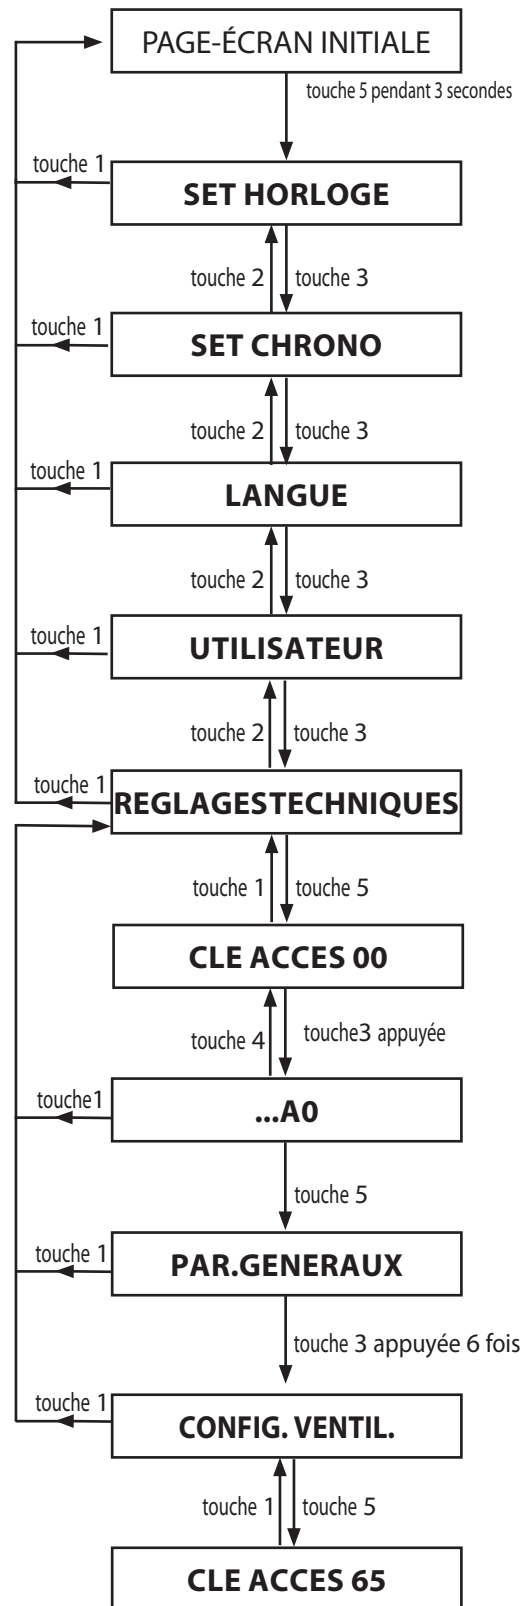 PAGE-ÉCRAN INITIALE
touche 5 pendant 3 secondes
touche 1
SET HORLOGE
touche 2 touche 3
touche 1
SET CHRONO
touche 2 touche 3
touche 1
LANGUE
touche 2 touche 3
touche 1
UTILISATEUR
touche 2 touche 3
touche 1
REGLAGESTECHNIQUES
touche 1 touche 5
CLE ACCES 00
touche 4 touche3 appuyée
touche1
...A0
touche 5
touche 1
PAR.GENERAUX
touche 3 appuyée 6 fois
touche 1
CONFIG. VENTIL.
touche 1 touche 5
CLE ACCES 65